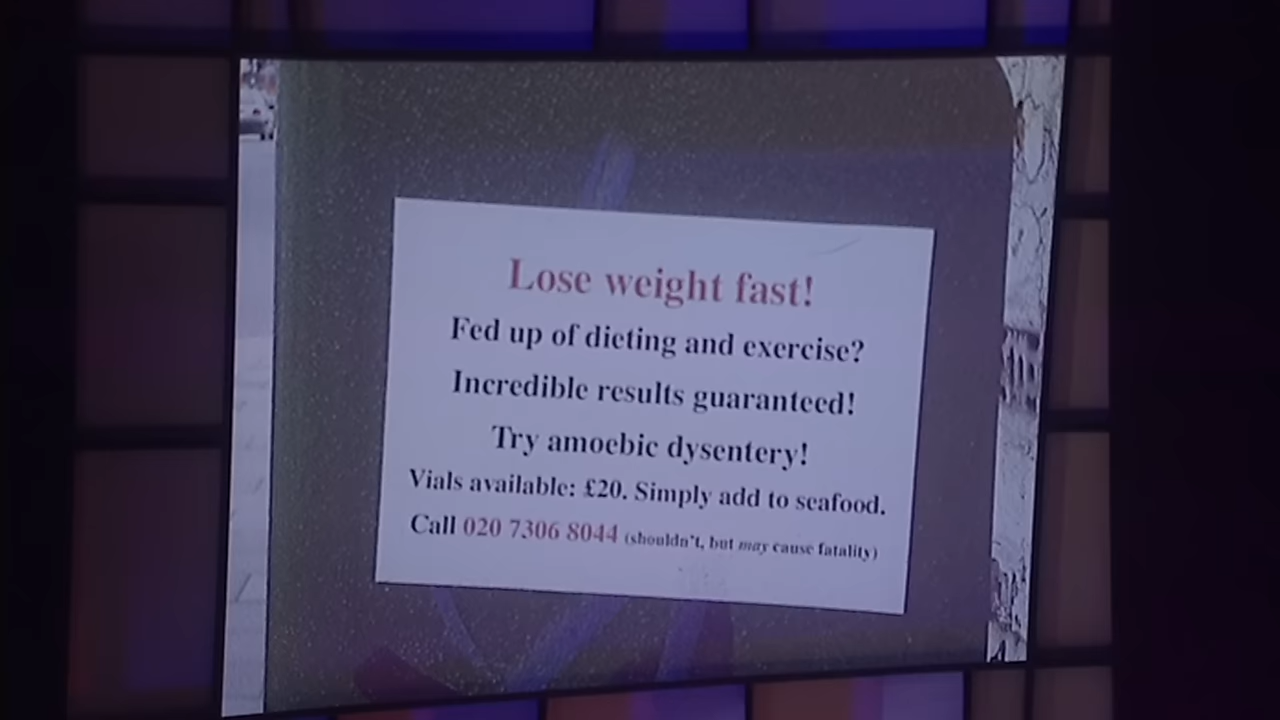 Lose weight fast!
Fed up of dieting and exercise?
Incredible results guaranteed!
Try amoebic dysentery!
Vials available: £20. Simply add to seafood.
Call 020 7306 8044 (shouldn't, but may cause fatality)